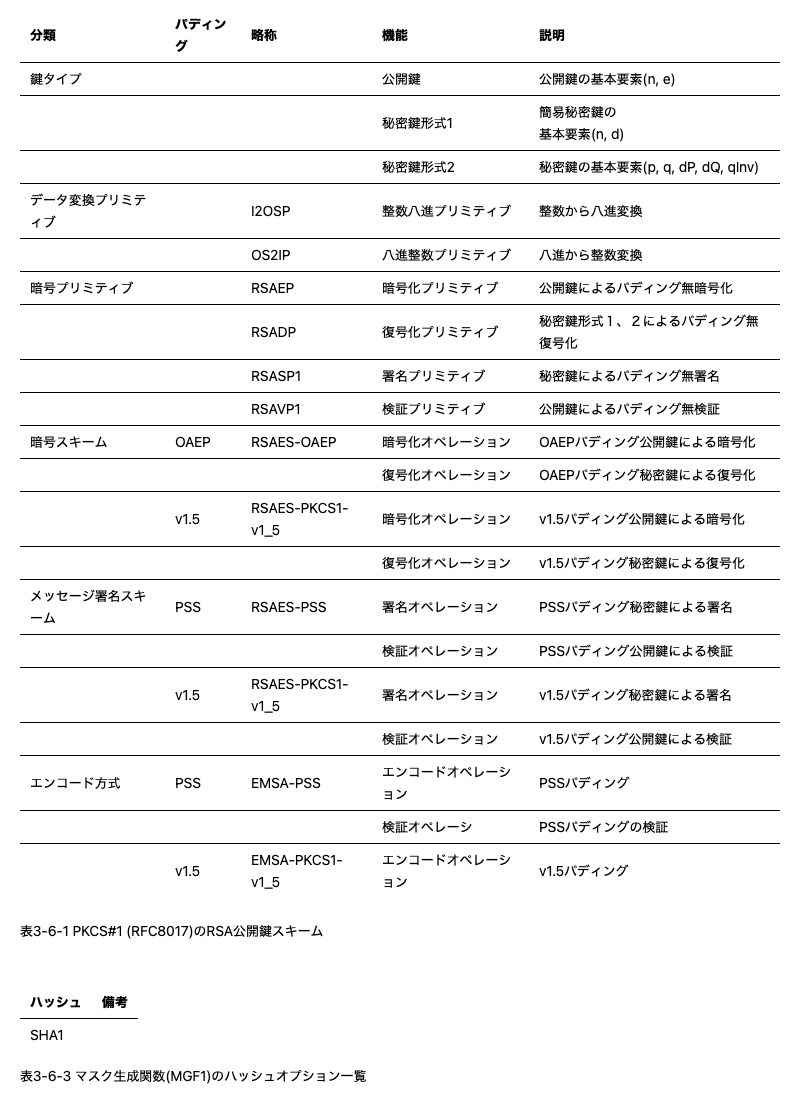 分類 パディング 略称 機能 説明
鍵タイプ 公開鍵 公開鍵の基本要素(n, e)
秘密鍵形式1 簡易秘密鍵の
基本要素(n, d)
秘密鍵形式2 秘密鍵の基本要素(p, q, dP, dQ, qInv)
データ変換プリミティブ I2OSP 整数八進プリミティブ 整数から八進変換
OS2IP 八進整数プリミティブ 八進から整数変換
暗号プリミティブ RSAEP 暗号化プリミティブ 公開鍵によるパディング無暗号化
RSADP 復号化プリミティブ 秘密鍵形式１、２によるパディング無復号化
RSASP1 署名プリミティブ 秘密鍵によるパディング無署名
RSAVP1 検証プリミティブ 公開鍵によるパディング無検証
暗号スキーム OAEP RSAES-OAEP 暗号化オペレーション OAEPパディング公開鍵による暗号化
復号化オペレーション OAEPパディング秘密鍵による復号化
v1.5 RSAES-PKCS1-v1_5 暗号化オペレーション v1.5パディング公開鍵による暗号化
復号化オペレーション v1.5パディング秘密鍵による復号化
メッセージ署名スキーム PSS RSAES-PSS 署名オペレーション PSSパディング秘密鍵による署名
検証オペレーション PSSパディング公開鍵による検証
v1.5 RSAES-PKCS1-v1_5 署名オペレーション v1.5パディング秘密鍵による署名
検証オペレーション v1.5パディング公開鍵による検証
エンコード方式 PSS EMSA-PSS エンコードオペレーション PSSパディング
検証オペレーシ PSSパディングの検証
v1.5 EMSA-PKCS1-v1_5 エンコードオペレーション v1.5パディング
表3-6-1 PKCS#1 (RFC8017)のRSA公開鍵スキーム
ハッシュ 備考
SHA1
表3-6-3 マスク生成関数(MGF1)のハッシュオプション一覧